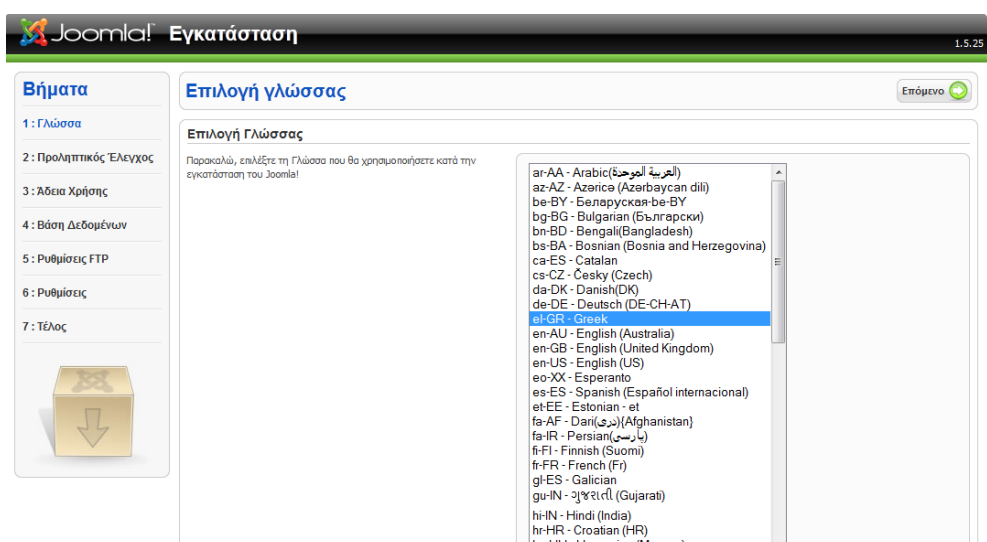 Joomla! Εγκατάσταση
1.5.25
Βήματα
1 : Γλώσσα
2 : Προληπτικός Έλεγχος
3 : Άδεια Χρήσης
4 : Βάση Δεδομένων
5 : Ρυθμίσεις FTP
6 : Ρυθμίσεις
7 : Τέλος
Επιλογή γλώσσας
Επόμενο
Επιλογή Γλώσσας
Παρακαλώ, επιλέξτε τη Γλώσσα που θα χρησιμοποιήσετε κατά την
εγκατάσταση του Joomla!
ar-AA - Arabic(العربية الموحدة)
az-AZ - Azəricə (Azərbaycan dili)
be-BY - Беларуская-be-BY
bg-BG - Bulgarian (Български)
bn-BD - Bengali(Bangladesh)
bs-BA - Bosnian (Bosnia and Herzegovina)
ca-ES - Catalan
cs-CZ - Česky (Czech)
da-DK - Danish(DK)
de-DE - Deutsch (DE-CH-AT)
el-GR - Greek
en-AU - English (Australia)
en-GB - English (United Kingdom)
en-US - English (US)
eo-XX - Esperanto
es-ES - Spanish (Español internacional)
et-EE - Estonian - et
fa-AF - Dari(دری){Afghanistan}
fa-IR - Persian(پارسی)
fi-FI - Finnish (Suomi)
fr-FR - French (Fr)
gl-ES - Galician
gu-IN - ગુજરાતી (Gujarati)
hi-IN - Hindi (India)
hr-HR - Croatian (HR)